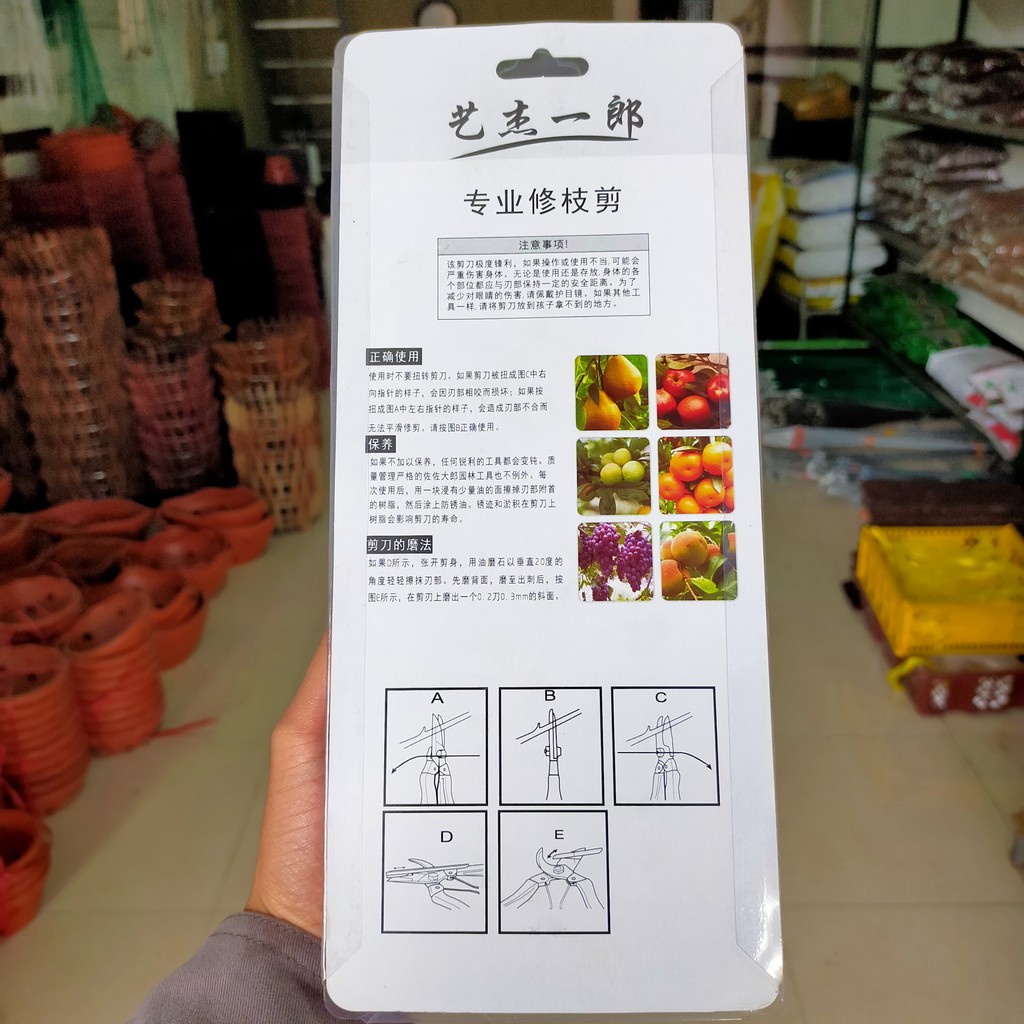 艺杰一郎
专业修枝剪
注意事项!
该剪刀极度锋利，如果操作或使用不当,可能会
严重伤害身体。无论是使用还是存放,身体的各
个部位都应与刃部保持一定的安全距离。为了
减少对眼睛的伤害,请佩戴护目镜。如果其他工
具一样,请将剪刀放到孩子拿不到的地方。
正确使用
使用时不要扭转剪刀。如果剪刀被扭成图C中右
向指针的样子，会因刃部相咬而损坏；如果按
扭成图A中左右指针的样子，会造成刃部不合而
无法平滑修剪。请按图B正确使用。
保养
如果不加以保养，任何锐利的工具都会变钝。质
量管理严格的佐佐大郎园林工具也不例外。每
次使用后，用一块浸有少量油的面擦掉刃部附首
的树脂，然后涂上防锈油。锈迹和淤积在剪刀上
树脂会影响剪刀的寿命。
剪刀的磨法
如果D所示，张开剪身，用油磨石以垂直20度的
角度轻轻擦抹刃部。先磨背面，磨至出刺后，按
图E所示，在剪刀上磨出一个0.2刀0.3mm的斜面。
A
B
C
D
E